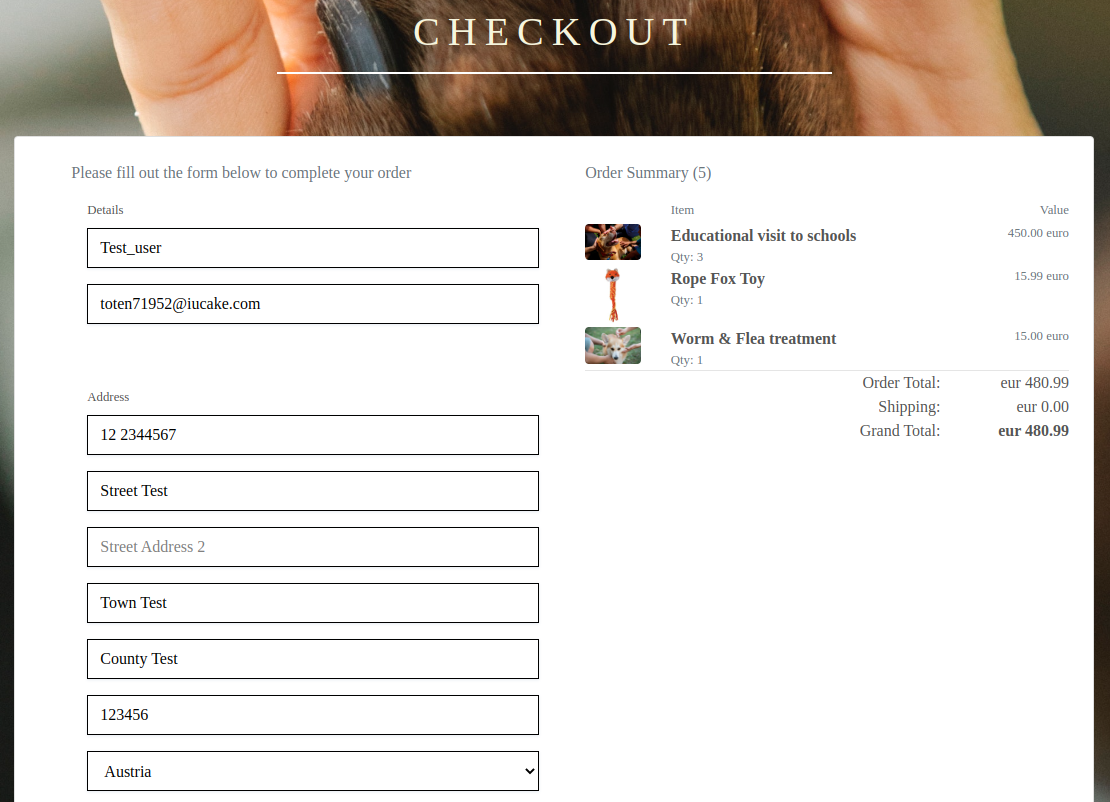 CHECKOUT
Please fill out the form below to complete your order
Details
Test_user
toten71952@iucake.com
Address
12 2344567
Street Test
Street Address 2
Town Test
County Test
123456
Austria
Order Summary (5)
Item Value
Educational visit to schools 450.00 euro
Qty: 3
Rope Fox Toy 15.99 euro
Qty: 1
Worm & Flea treatment 15.00 euro
Qty: 1
Order Total: eur 480.99
Shipping: eur 0.00
Grand Total: eur 480.99